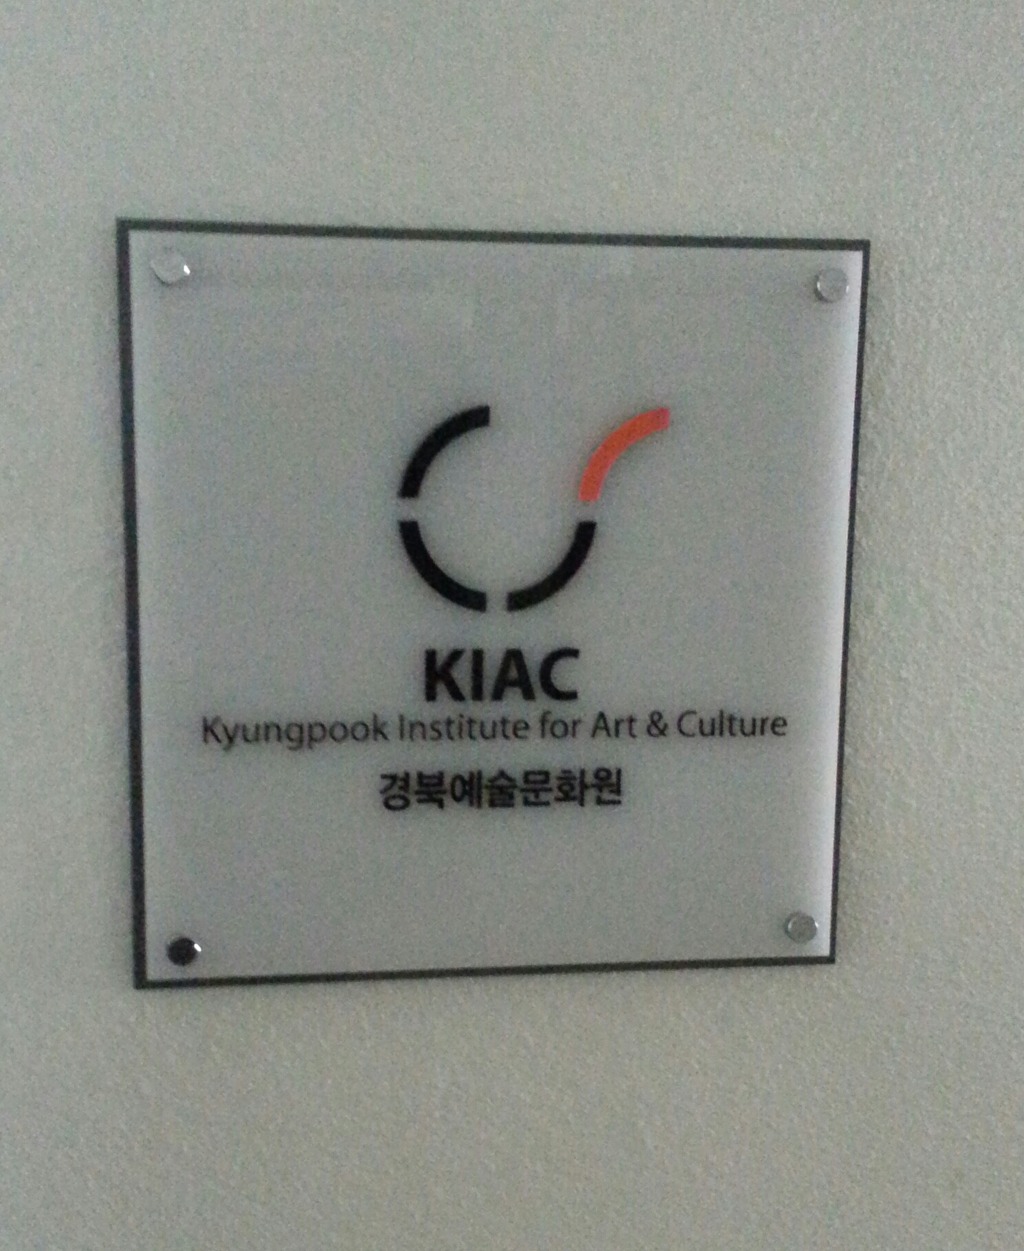 KIAC
Kyungpook Institute for Art & Culture
경북예술문화원